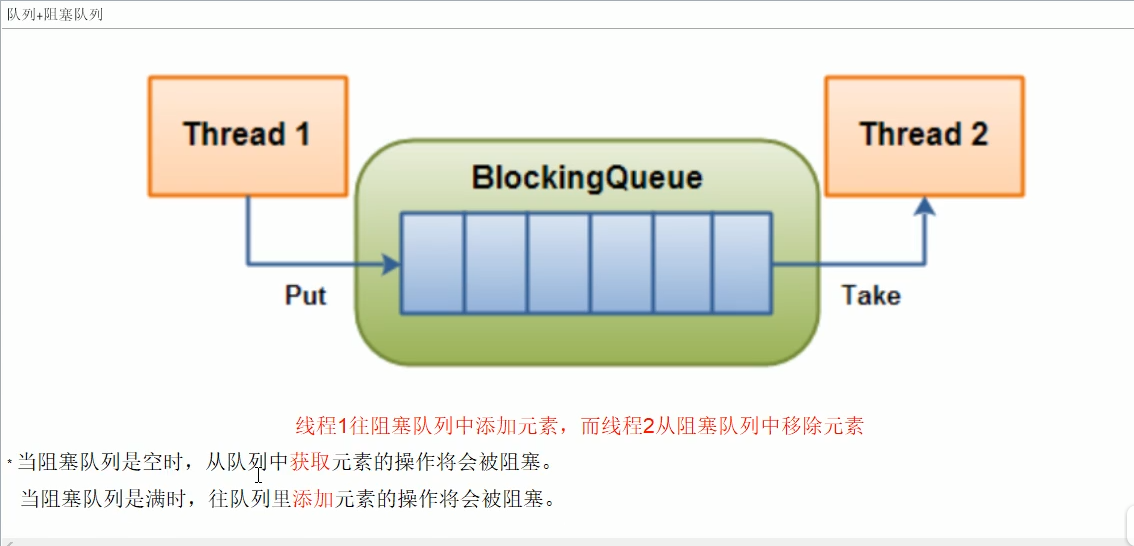 队列+阻塞队列
Thread 1
Thread 2
BlockingQueue
Put
Take
线程1往阻塞队列中添加元素，而线程2从阻塞队列中移除元素
* 当阻塞队列是空时，从队列中获取元素的操作将会被阻塞。
当阻塞队列是满时，往队列里添加元素的操作将会被阻塞。